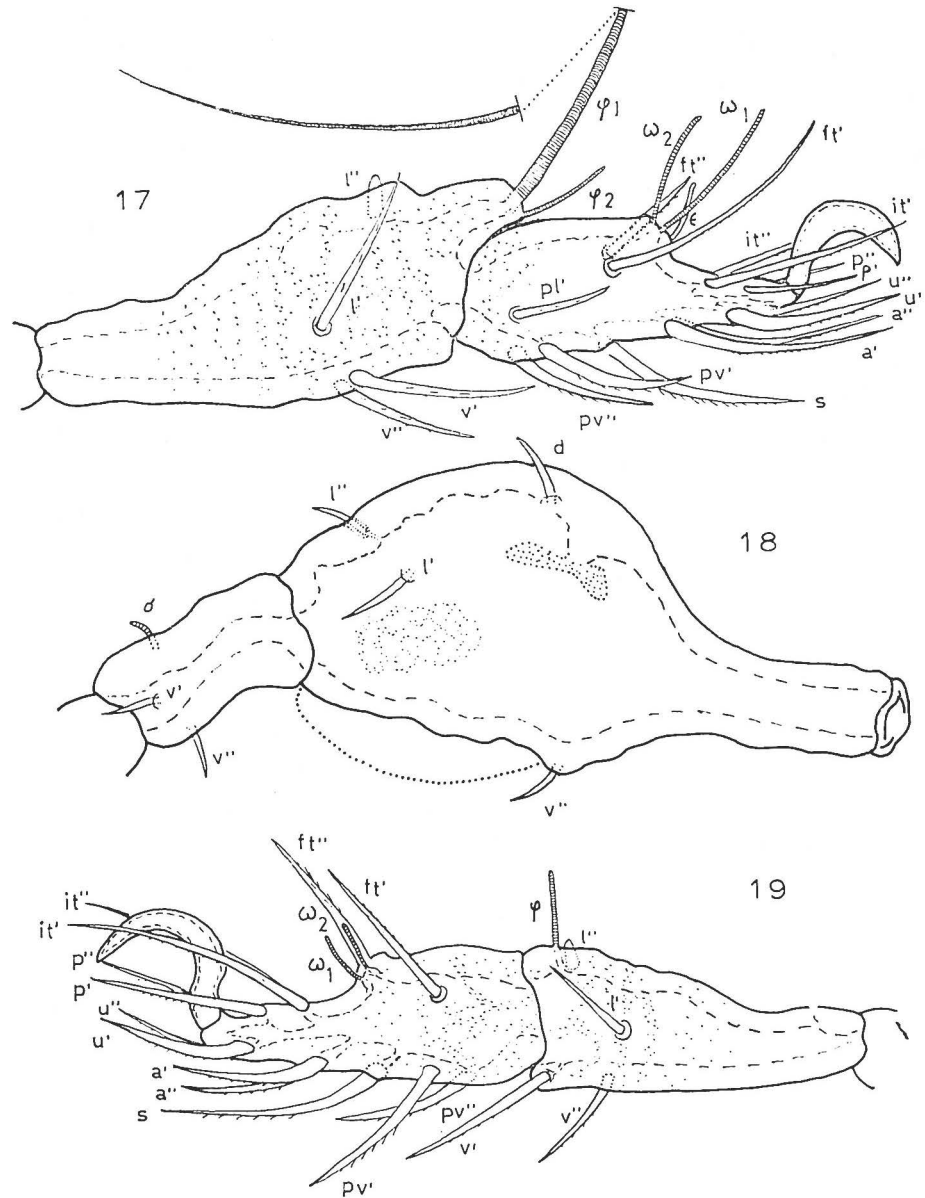 17
φ1
ω2
ω1
ft'
ft''
l''
φ2
ε
it'
it''
p''
p'
pl'
l'
u''
u'
a''
a'
pv'
s
v'
pv''
v''
d
l''
18
l'
σ
v'
v''
v''
ft''
ft'
19
it''
φ
l''
ω2
it'
ω1
p''
p'
l'
u''
u'
a'
a''
s
pv''
v''
v'
pv'